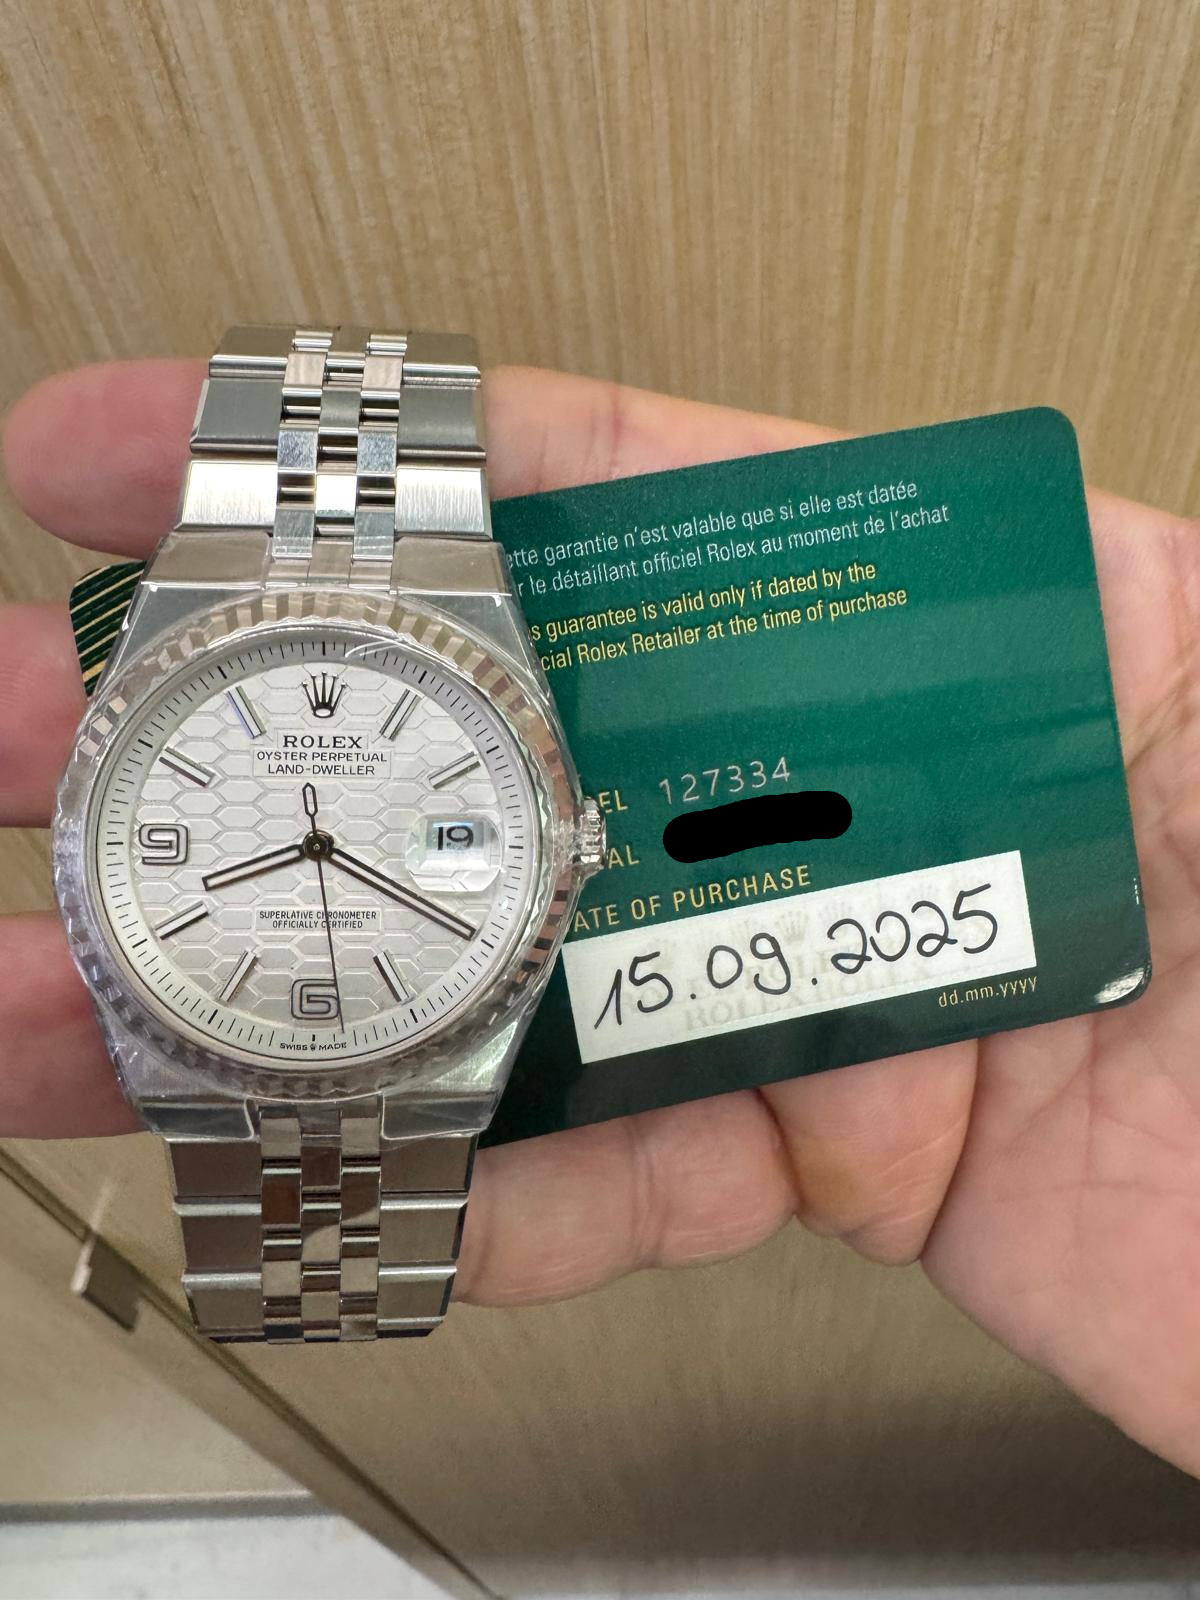 ROLEX
OYSTER PERPETUAL
LAND-DWELLER
9
19
SUPERLATIVE CHRONOMETER
OFFICIALLY CERTIFIED
6
SWISS MADE
ette garantie n'est valable que si elle est datée
r le détaillant officiel Rolex au moment de l'achat
s guarantee is valid only if dated by the
cial Rolex Retailer at the time of purchase
EL 127334
AL
ATE OF PURCHASE
15.09.2025
dd.mm.yyyy